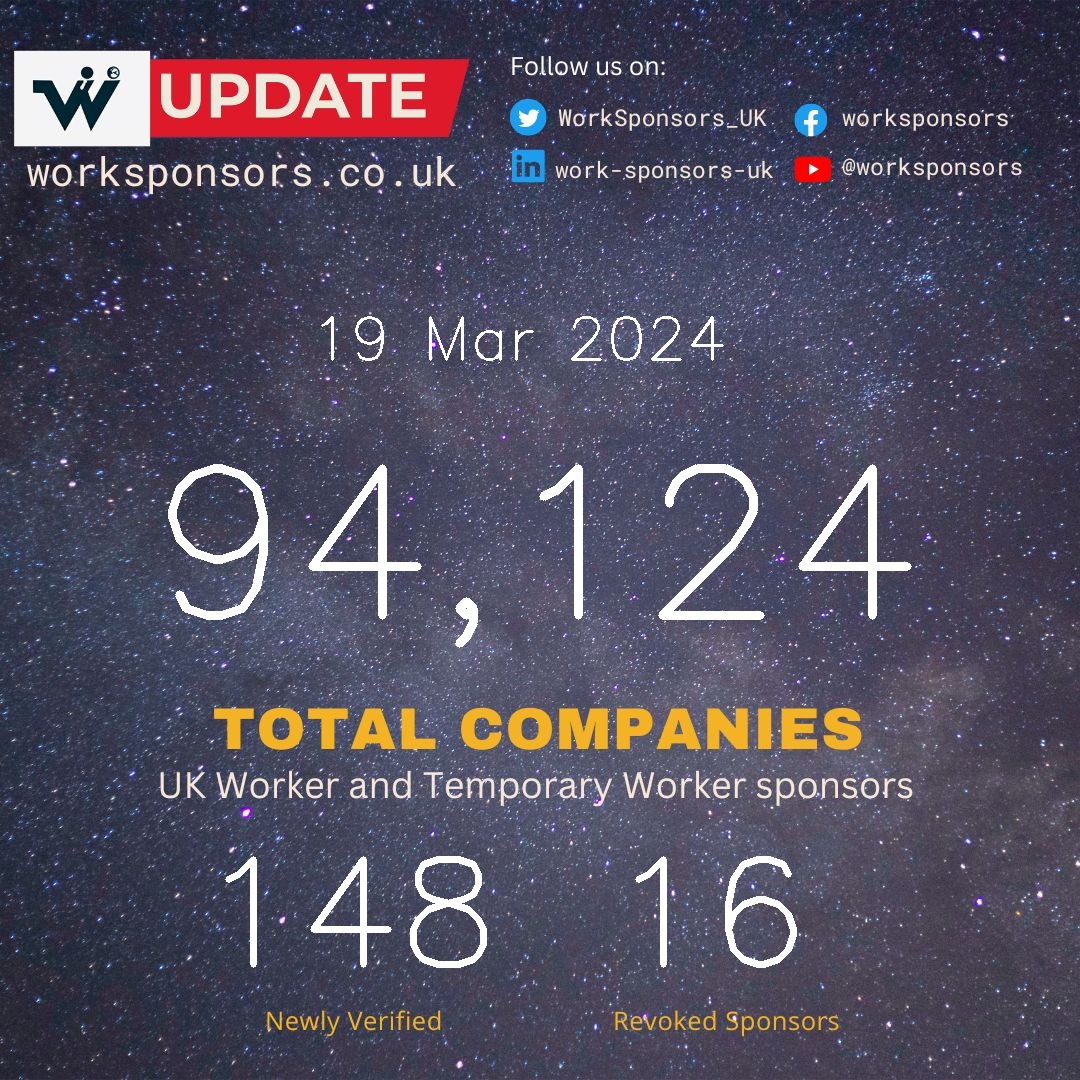 UPDATE
worksponsors.co.uk
Follow us on:
WorkSponsors_UK
worksponsors
work-sponsors-uk
@worksponsors
19 Mar 2024
94,124
TOTAL COMPANIES
UK Worker and Temporary Worker sponsors
148 16
Newly Verified Revoked Sponsors